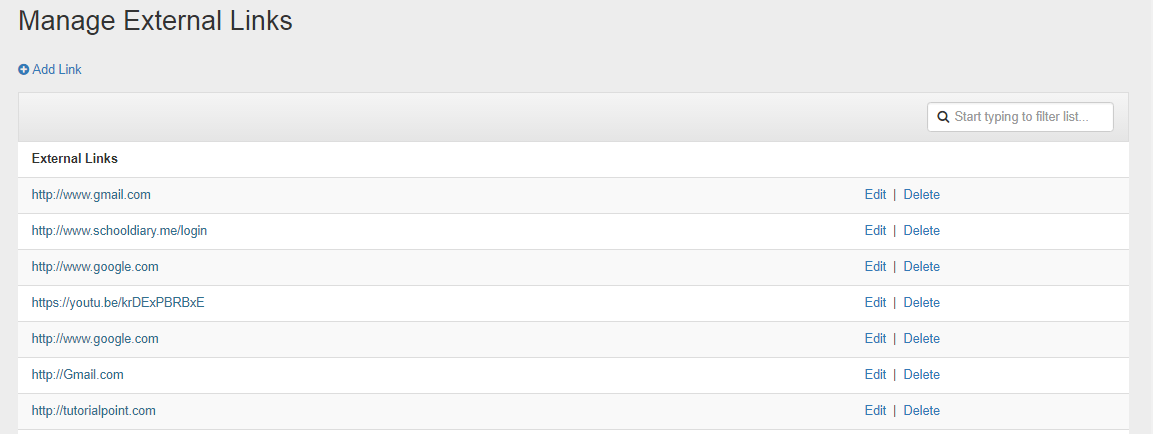 Manage External Links
Add Link
Start typing to filter list...
External Links
http://www.gmail.com Edit | Delete
http://www.schooldiary.me/login Edit | Delete
http://www.google.com Edit | Delete
https://youtu.be/krDExPBRBxE Edit | Delete
http://www.google.com Edit | Delete
http://Gmail.com Edit | Delete
http://tutorialpoint.com Edit | Delete